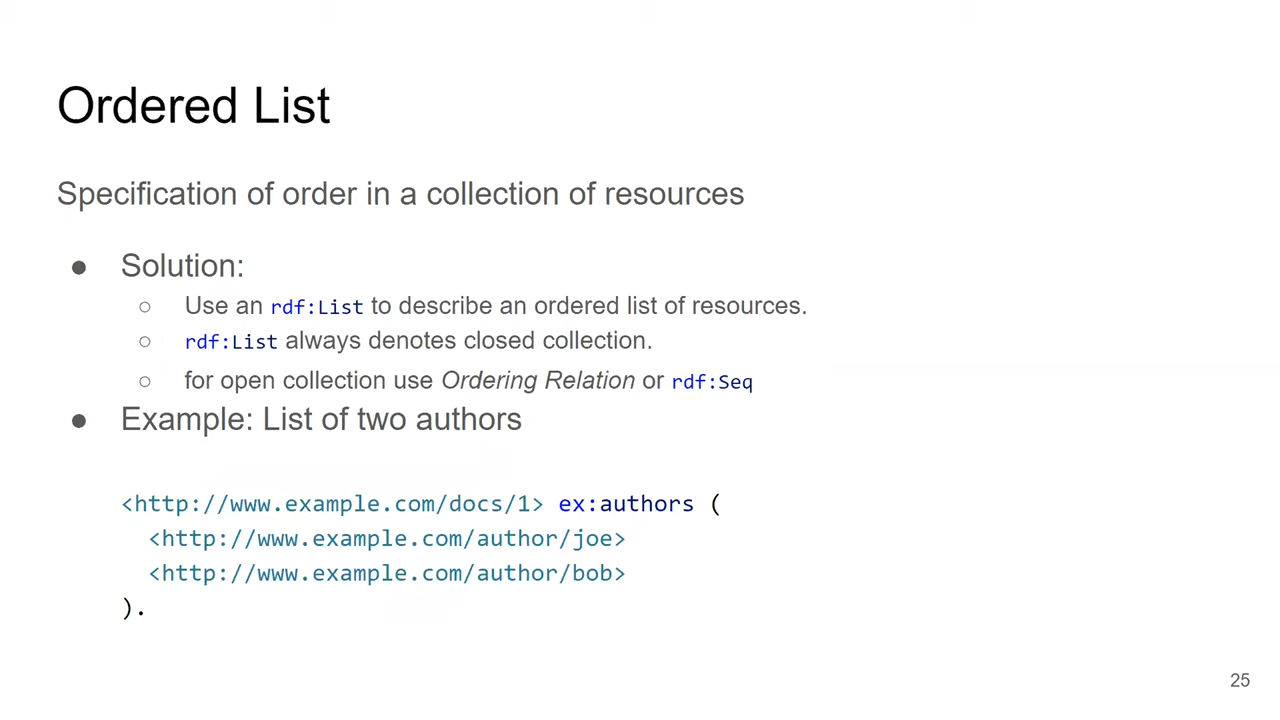 Ordered List
Specification of order in a collection of resources
● Solution:
○ Use an rdf:List to describe an ordered list of resources.
○ rdf:List always denotes closed collection.
○ for open collection use Ordering Relation or rdf:Seq
● Example: List of two authors
<http://www.example.com/docs/1> ex:authors (
<http://www.example.com/author/joe>
<http://www.example.com/author/bob>
).
25